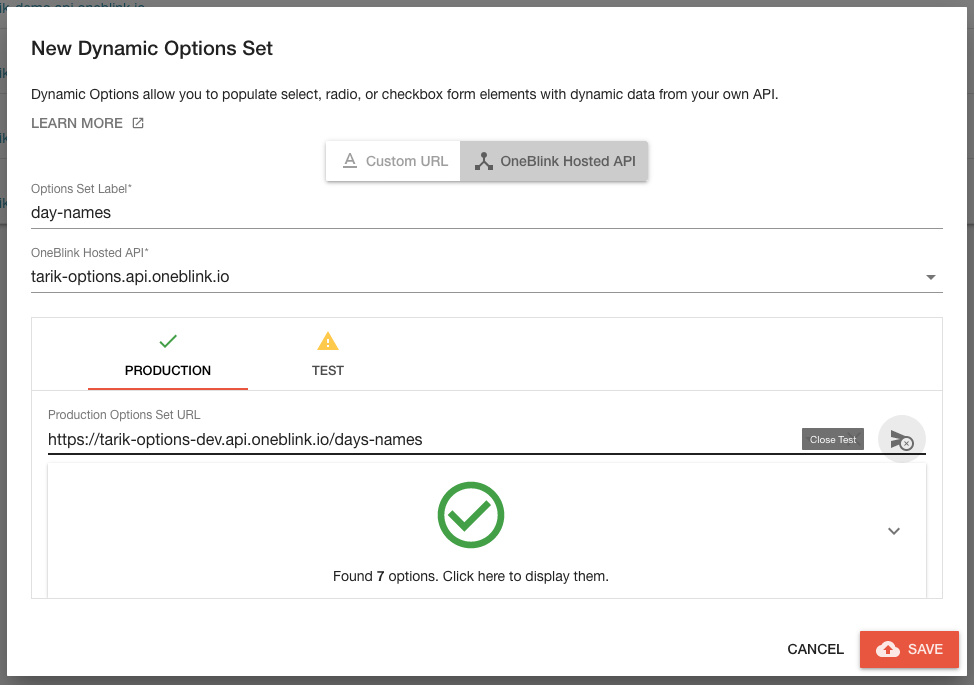 New Dynamic Options Set
Dynamic Options allow you to populate select, radio, or checkbox form elements with dynamic data from your own API.
LEARN MORE
Custom URL
OneBlink Hosted API
Options Set Label*
day-names
OneBlink Hosted API*
tarik-options.api.oneblink.io
PRODUCTION
TEST
Production Options Set URL
https://tarik-options-dev.api.oneblink.io/days-names
Close Test
Found 7 options. Click here to display them.
CANCEL
SAVE